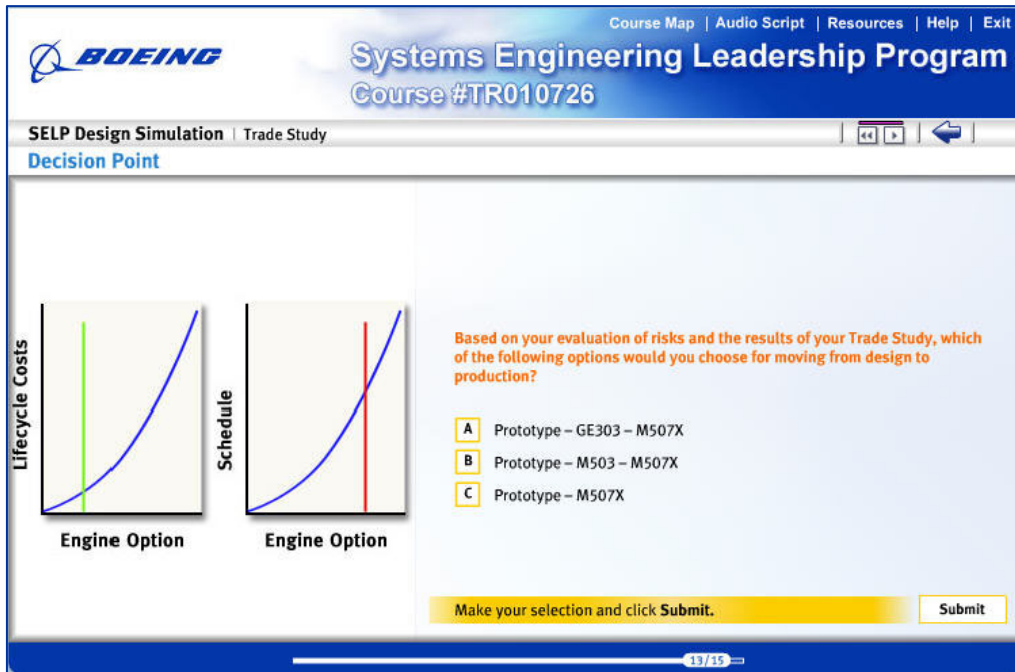 Course Map | Audio Script | Resources | Help | Exit
BOEING
Systems Engineering Leadership Program
Course #TR010726
SELP Design Simulation | Trade Study
Decision Point
Lifecycle Costs
Engine Option
Schedule
Engine Option
Based on your evaluation of risks and the results of your Trade Study, which
of the following options would you choose for moving from design to
production?
A Prototype – GE303 – M507X
B Prototype – M503 – M507X
C Prototype – M507X
Make your selection and click Submit.
Submit
13/15